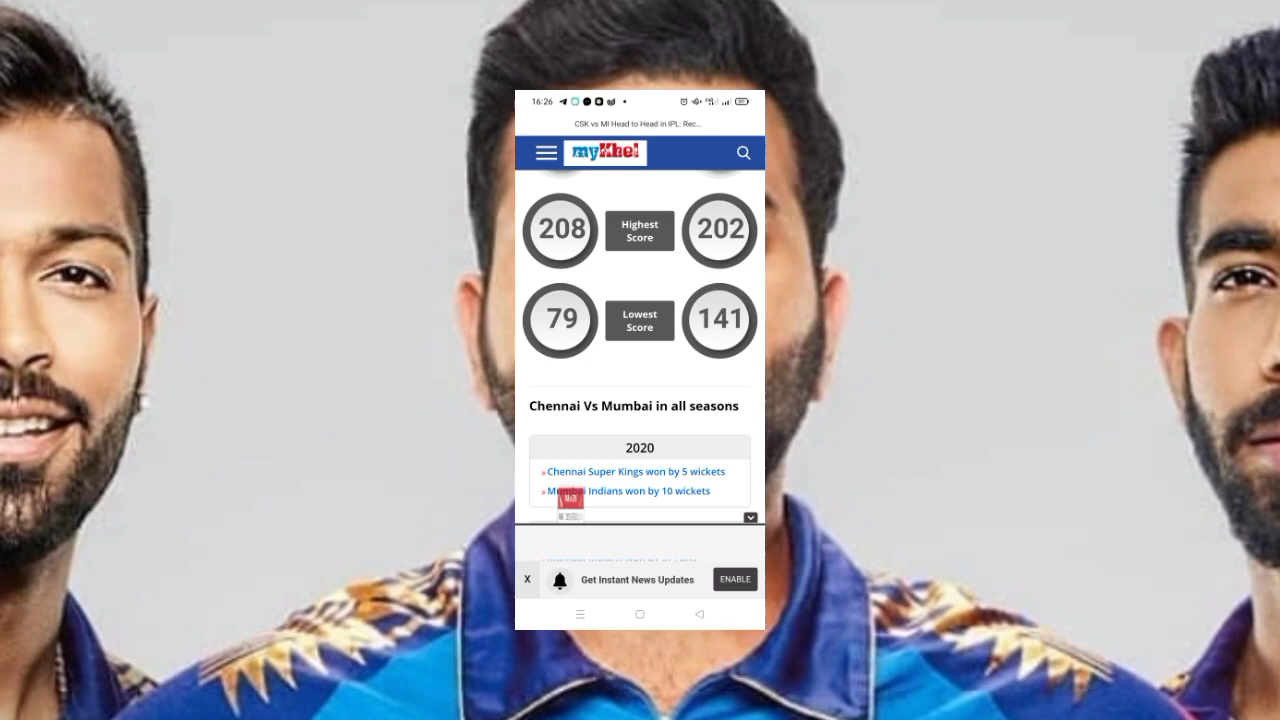 16:26
CSK vs MI Head to Head in IPL: Rec...
myKhel
208 Highest Score 202
79 Lowest Score 141
Chennai Vs Mumbai in all seasons
2020
» Chennai Super Kings won by 5 wickets
» Mumbai Indians won by 10 wickets
X Get Instant News Updates ENABLE